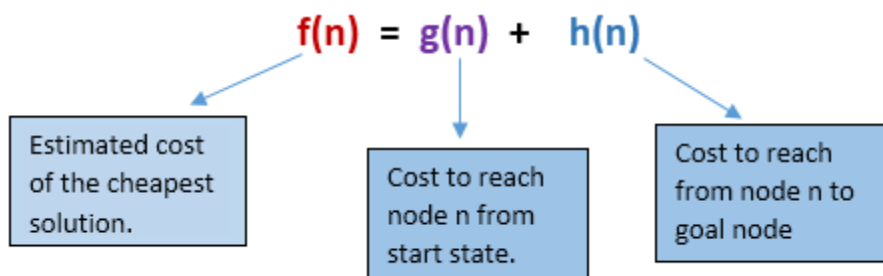 f(n) = g(n) + h(n)
Estimated cost
of the cheapest
solution.
Cost to reach
node n from
start state.
Cost to reach
from node n to
goal node